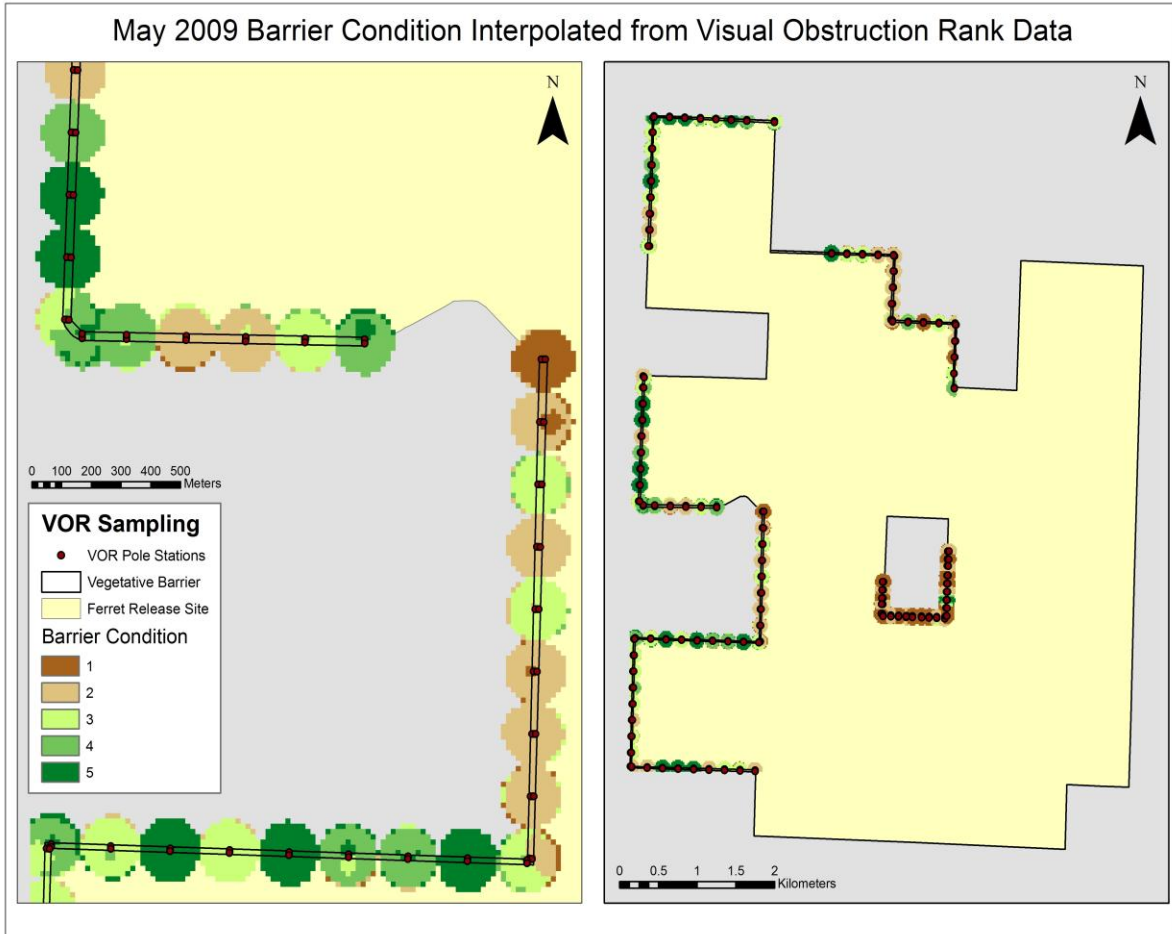 May 2009 Barrier Condition Interpolated from Visual Obstruction Rank Data
N
0 100 200 300 400 500
Meters
VOR Sampling
VOR Pole Stations
Vegetative Barrier
Ferret Release Site
Barrier Condition
1
2
3
4
5
N
0 0.5 1 1.5 2
Kilometers